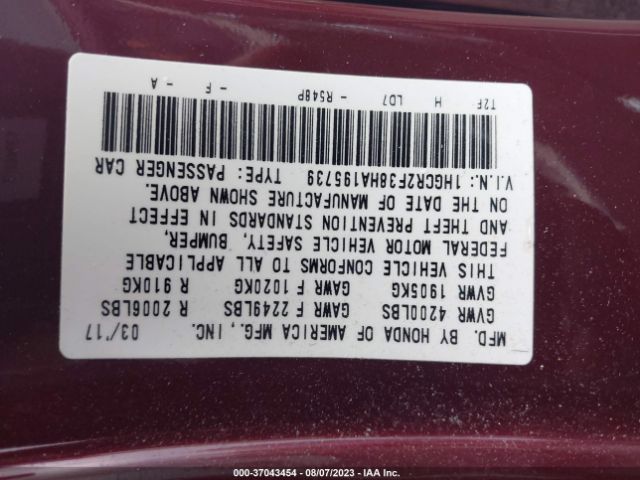 MFD. BY HONDA OF AMERICA MFG., INC. 03/'17
GVWR 4200LBS GAWR F 2249LBS R 2006LBS
GVWR 1905KG GAWR F 1020KG R 910KG
THIS VEHICLE CONFORMS TO ALL APPLICABLE
FEDERAL MOTOR VEHICLE SAFETY, BUMPER,
AND THEFT PREVENTION STANDARDS IN EFFECT
ON THE DATE OF MANUFACTURE SHOWN ABOVE.
V.I.N.: 1HGCR2F38HA195739 TYPE: PASSENGER CAR
T2F H LD7 - R548P - F - A
000-37043454 - 08/07/2023 - IAA Inc.